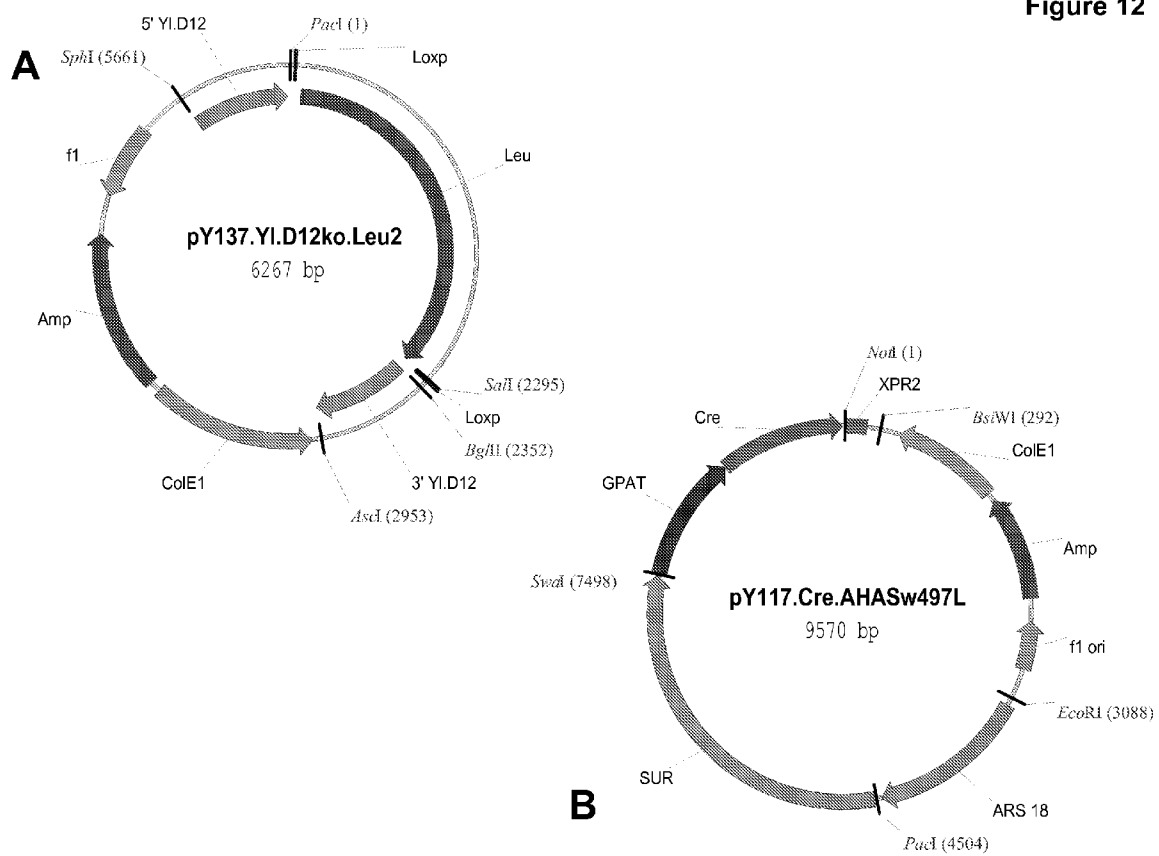 Figure 12
A
5' Yl.D12
PacI (1)
Loxp
SphI (5661)
f1
Leu
pY137.Yl.D12ko.Leu2
6267 bp
Amp
SalI (2295)
Loxp
BglII (2352)
ColE1
3' Yl.D12
AscI (2953)
B
NotI (1)
XPR2
Cre
BsiWI (292)
ColE1
GPAT
Amp
SwaI (7498)
pY117.Cre.AHASw497L
9570 bp
f1 ori
EcoRI (3088)
SUR
ARS 18
PacI (4504)